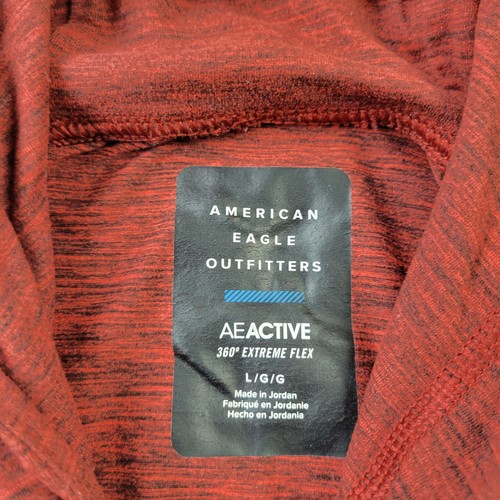 AMERICAN
EAGLE
OUTFITTERS
AEACTIVE
360° EXTREME FLEX
L/G/G
Made in Jordan
Fabriqué en Jordanie
Hecho en Jordania